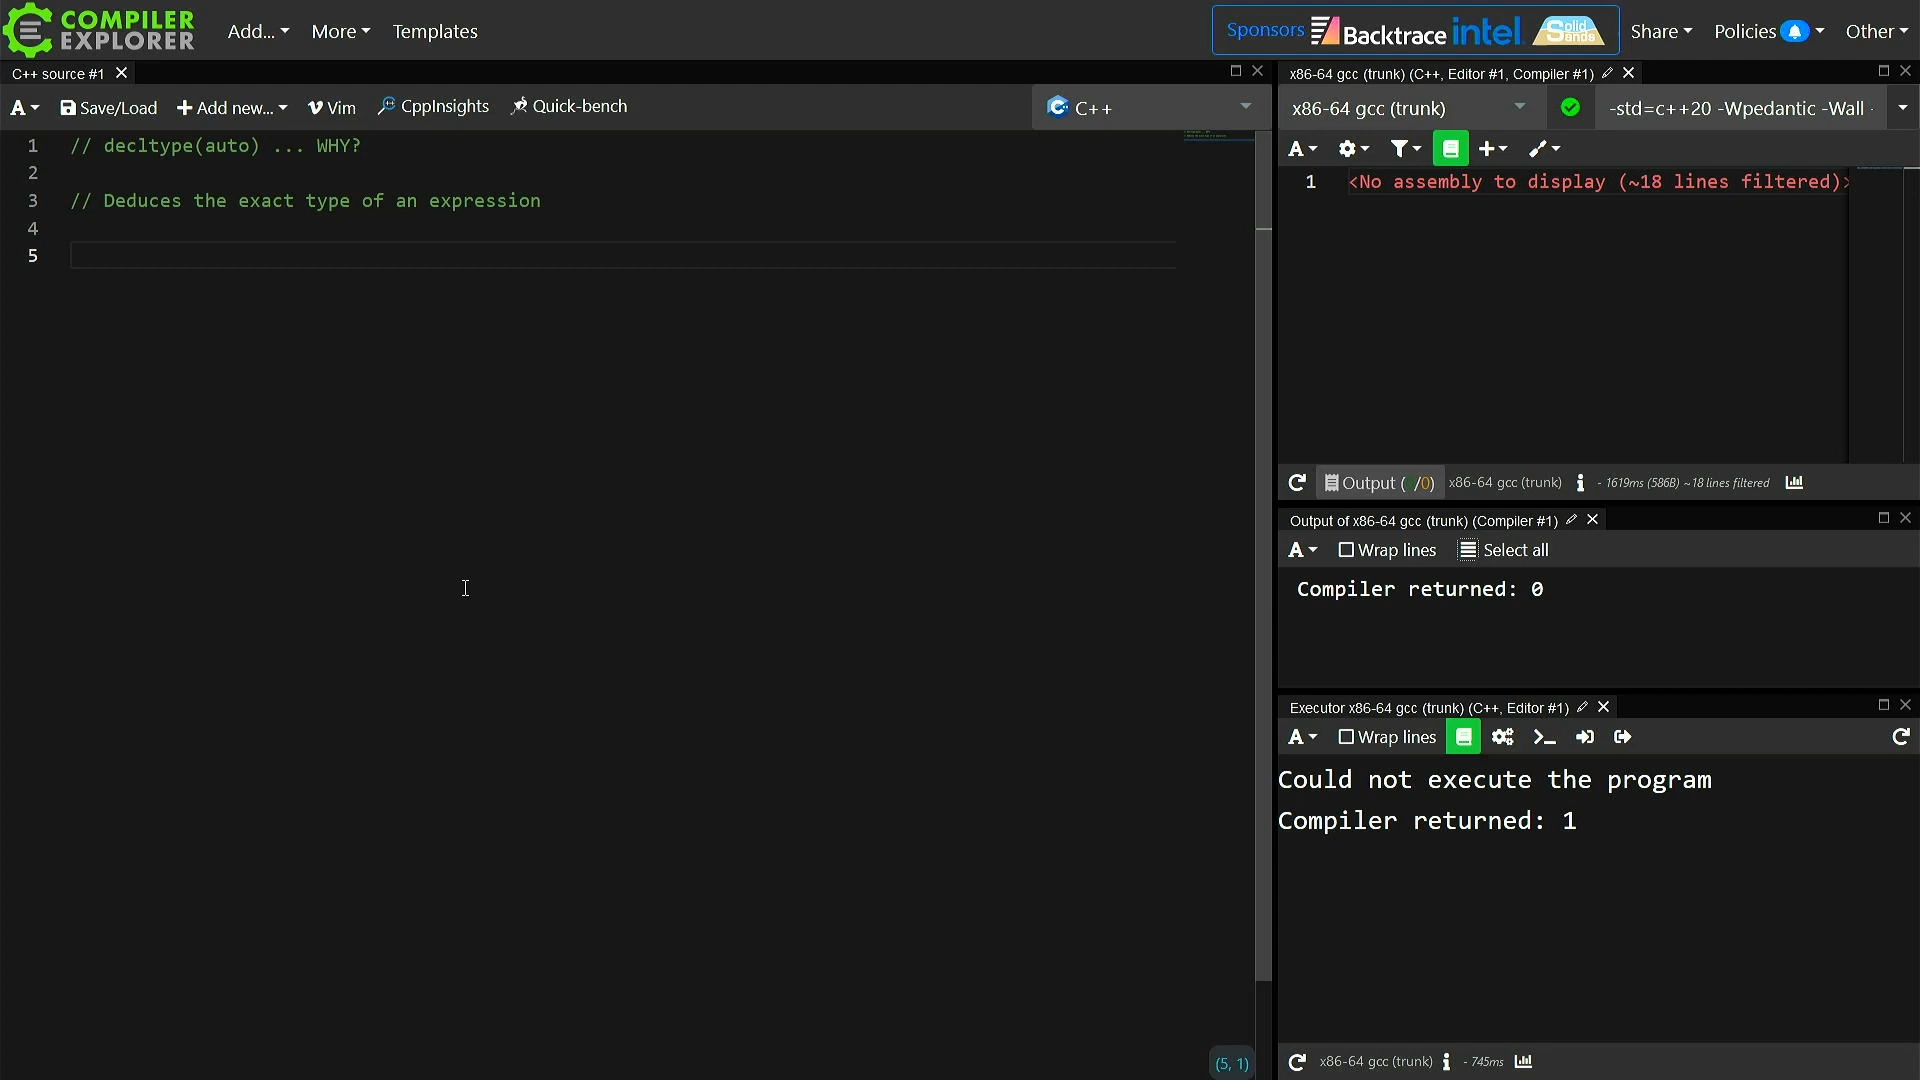 COMPILER
EXPLORER
Add...
More
Templates
Sponsors Backtrace intel Solid Sands
Share
Policies
Other
C++ source #1
A
Save/Load
Add new...
Vim
CppInsights
Quick-bench
C++
1 // decltype(auto) ... WHY?
2
3 // Deduces the exact type of an expression
4
5
(5, 1)
x86-64 gcc (trunk) (C++, Editor #1, Compiler #1)
x86-64 gcc (trunk)
-std=c++20 -Wpedantic -Wall
A
1 <No assembly to display (~18 lines filtered)>
Output ( /0) x86-64 gcc (trunk) i - 1619ms (586B) ~18 lines filtered
Output of x86-64 gcc (trunk) (Compiler #1)
A Wrap lines Select all
Compiler returned: 0
Executor x86-64 gcc (trunk) (C++, Editor #1)
A Wrap lines
Could not execute the program
Compiler returned: 1
x86-64 gcc (trunk) i - 745ms